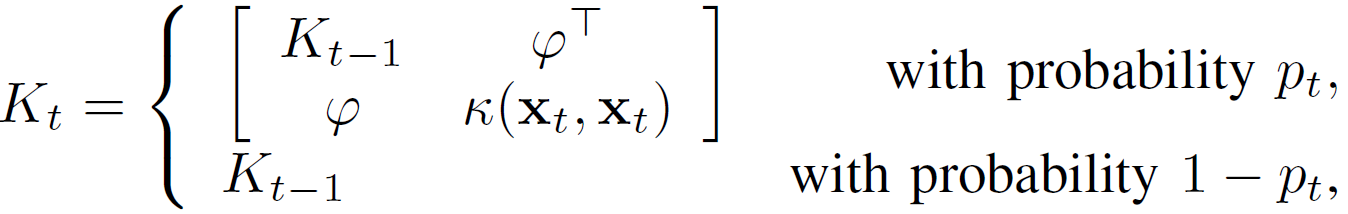 K_t = { [ K_{t−1} φ^⊤
φ κ(𝐱_t, 𝐱_t) ] with probability p_t,
K_{t−1} with probability 1 − p_t,